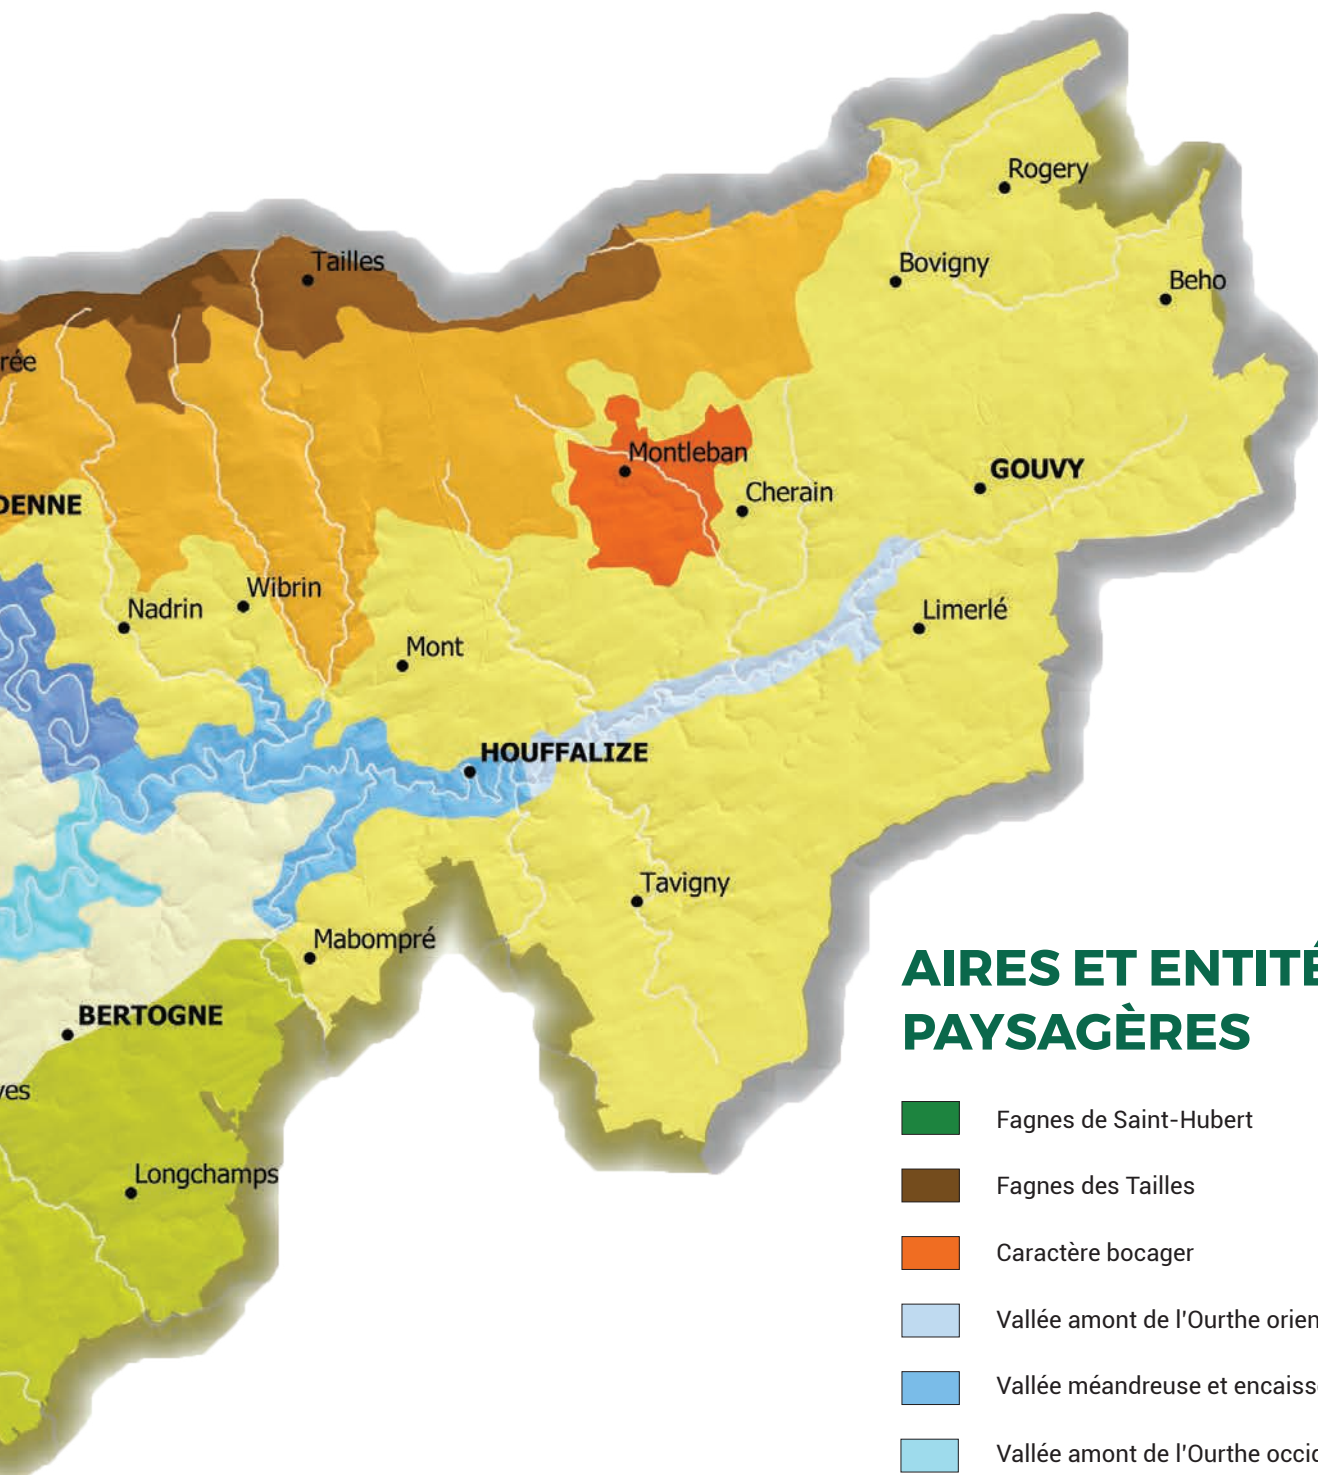 Rogery
Tailles
Bovigny
Beho
rée
Montleban
GOUVY
Cherain
DENNE
Wibrin
Nadrin
Limerlé
Mont
HOUFFALIZE
Tavigny
Mabompré
BERTOGNE
ves
Longchamps
AIRES ET ENTITÉ
PAYSAGÈRES
Fagnes de Saint-Hubert
Fagnes des Tailles
Caractère bocager
Vallée amont de l'Ourthe orien
Vallée méandreuse et encaiss
Vallée amont de l'Ourthe occi